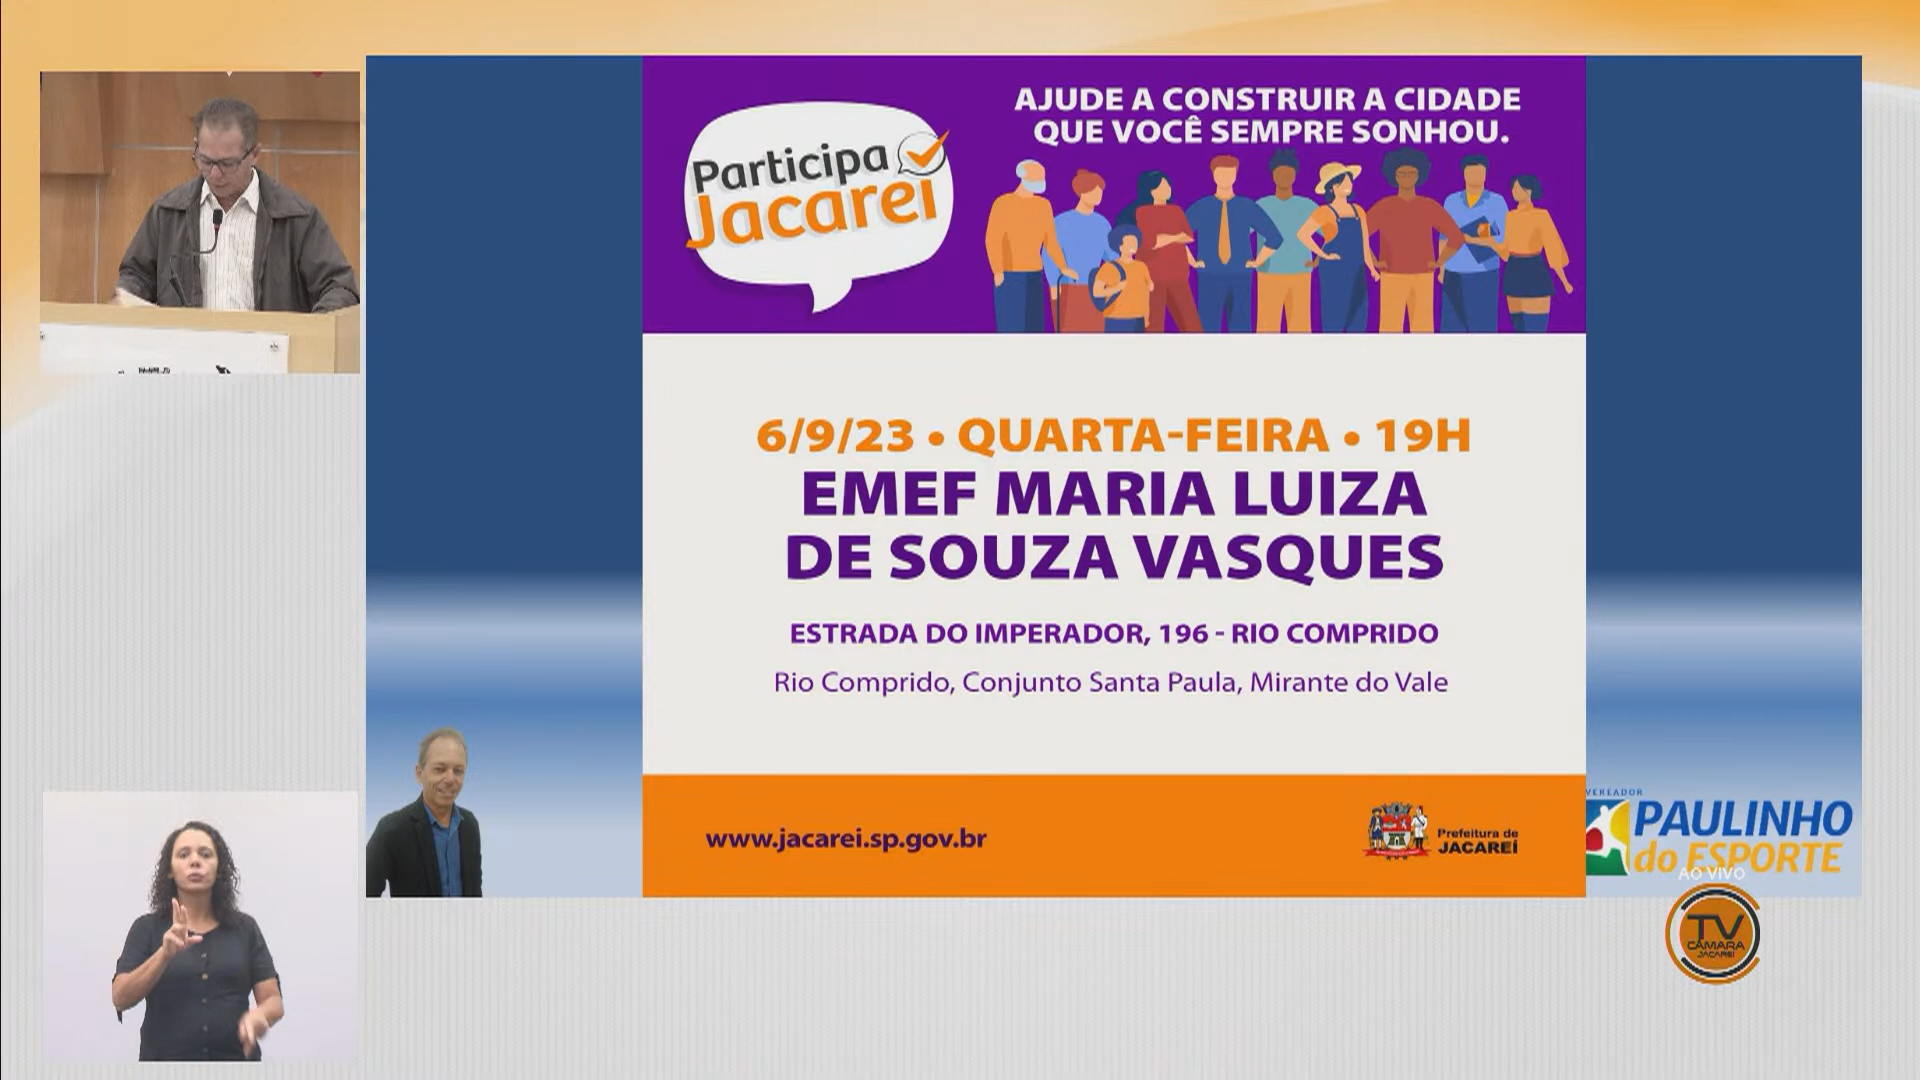 Participa
Jacareí
AJUDE A CONSTRUIR A CIDADE
QUE VOCÊ SEMPRE SONHOU.
6/9/23 • QUARTA-FEIRA • 19H
EMEF MARIA LUIZA
DE SOUZA VASQUES
ESTRADA DO IMPERADOR, 196 - RIO COMPRIDO
Rio Comprido, Conjunto Santa Paula, Mirante do Vale
www.jacarei.sp.gov.br
Prefeitura de
JACAREÍ
VEREADOR
PAULINHO
do ESPORTE
AO VIVO
TV
CÂMARA
JACAREÍ